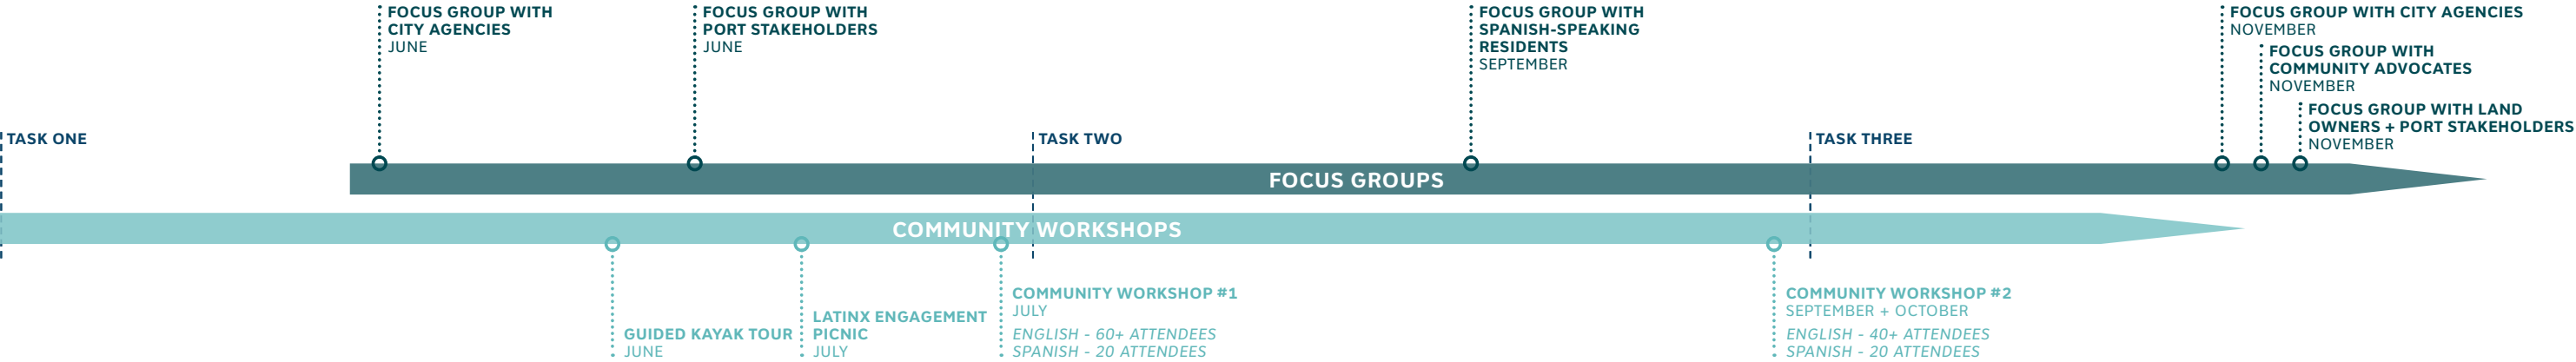 FOCUS GROUP WITH
CITY AGENCIES
JUNE
FOCUS GROUP WITH
PORT STAKEHOLDERS
JUNE
FOCUS GROUP WITH
SPANISH-SPEAKING
RESIDENTS
SEPTEMBER
FOCUS GROUP WITH CITY AGENCIES
NOVEMBER
FOCUS GROUP WITH
COMMUNITY ADVOCATES
NOVEMBER
FOCUS GROUP WITH LAND
OWNERS + PORT STAKEHOLDERS
NOVEMBER
TASK ONE
TASK TWO
TASK THREE
FOCUS GROUPS
COMMUNITY WORKSHOPS
GUIDED KAYAK TOUR
JUNE
LATINX ENGAGEMENT
PICNIC
JULY
COMMUNITY WORKSHOP #1
JULY
ENGLISH - 60+ ATTENDEES
SPANISH - 20 ATTENDEES
COMMUNITY WORKSHOP #2
SEPTEMBER + OCTOBER
ENGLISH - 40+ ATTENDEES
SPANISH - 20 ATTENDEES